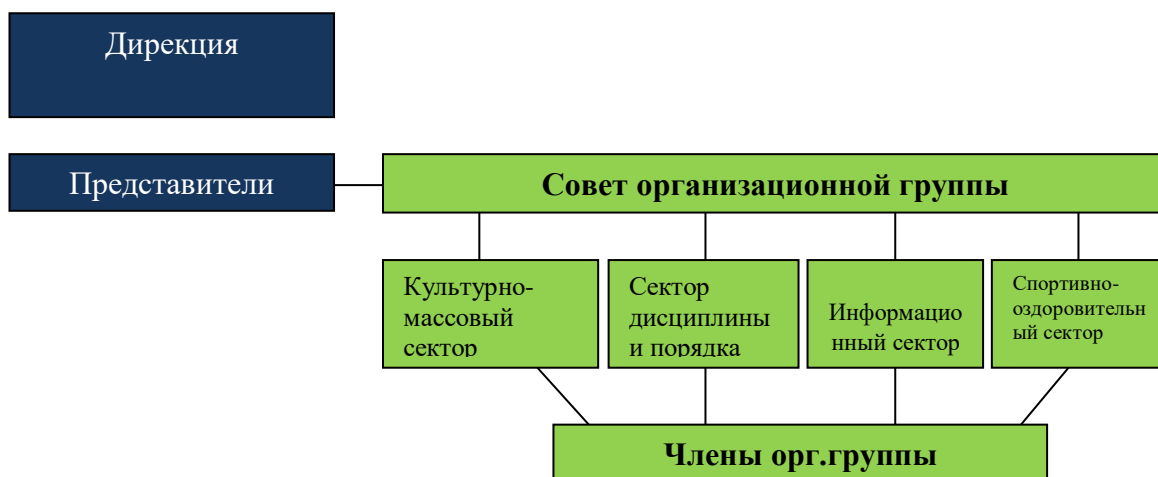 Дирекция
Представители
Совет организационной группы
Культурно-
массовый
сектор
Сектор
дисциплины
и порядка
Информацио
нный сектор
Спортивно-
оздоровительн
ый сектор
Члены орг.группы